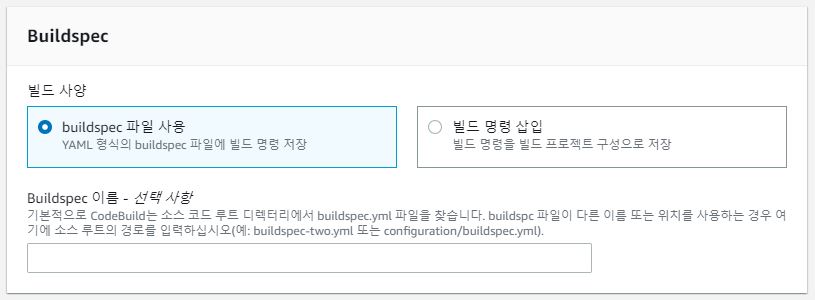 Buildspec
빌드 사양
buildspec 파일 사용
YAML 형식의 buildspec 파일에 빌드 명령 저장
빌드 명령 삽입
빌드 명령을 빌드 프로젝트 구성으로 저장
Buildspec 이름 - 선택 사항
기본적으로 CodeBuild는 소스 코드 루트 디렉터리에서 buildspec.yml 파일을 찾습니다. buildspc 파일이 다른 이름 또는 위치를 사용하는 경우 여
기에 소스 루트의 경로를 입력하십시오(예: buildspec-two.yml 또는 configuration/buildspec.yml).